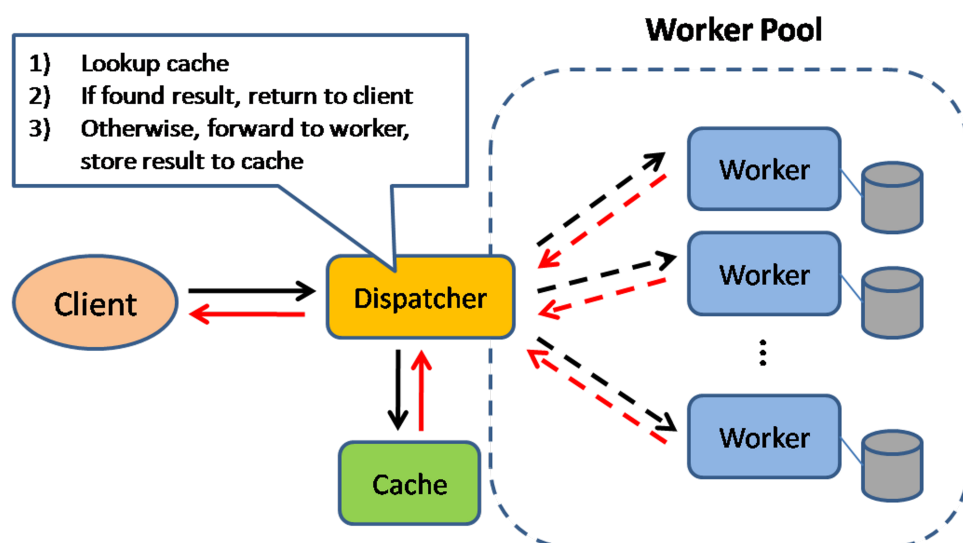 Worker Pool
1) Lookup cache
2) If found result, return to client
3) Otherwise, forward to worker,
store result to cache
Worker
Client
Dispatcher
Worker
Worker
Cache